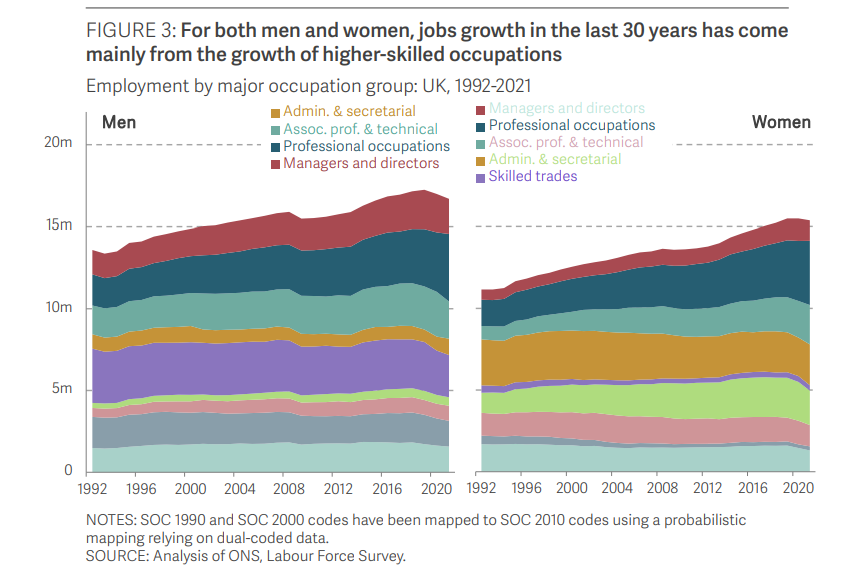 FIGURE 3: For both men and women, jobs growth in the last 30 years has come
mainly from the growth of higher-skilled occupations
Employment by major occupation group: UK, 1992-2021
Men
Admin. & secretarial
Assoc. prof. & technical
Professional occupations
Managers and directors
Managers and directors
Professional occupations
Assoc. prof. & technical
Admin. & secretarial
Skilled trades
Women
20m
15m
10m
5m
0
1992 1996 2000 2004 2008 2012 2016 2020
1992 1996 2000 2004 2008 2012 2016 2020
NOTES: SOC 1990 and SOC 2000 codes have been mapped to SOC 2010 codes using a probabilistic
mapping relying on dual-coded data.
SOURCE: Analysis of ONS, Labour Force Survey.